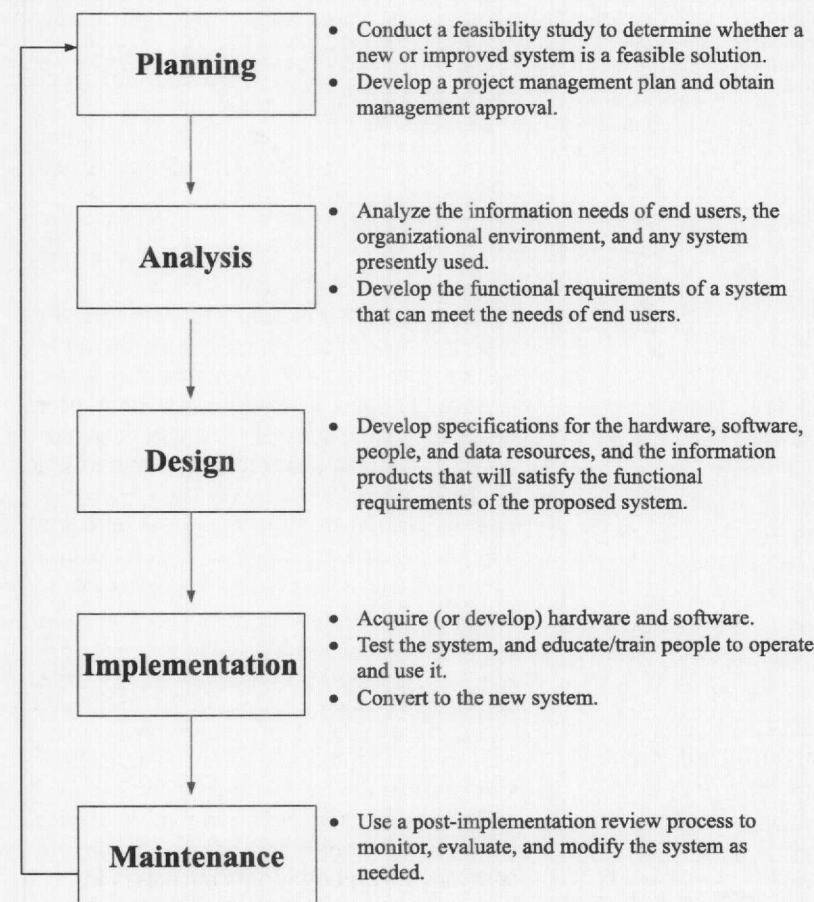 Planning
• Conduct a feasibility study to determine whether a
new or improved system is a feasible solution.
• Develop a project management plan and obtain
management approval.
Analysis
• Analyze the information needs of end users, the
organizational environment, and any system
presently used.
• Develop the functional requirements of a system
that can meet the needs of end users.
Design
• Develop specifications for the hardware, software,
people, and data resources, and the information
products that will satisfy the functional
requirements of the proposed system.
Implementation
• Acquire (or develop) hardware and software.
• Test the system, and educate/train people to operate
and use it.
• Convert to the new system.
Maintenance
• Use a post-implementation review process to
monitor, evaluate, and modify the system as
needed.